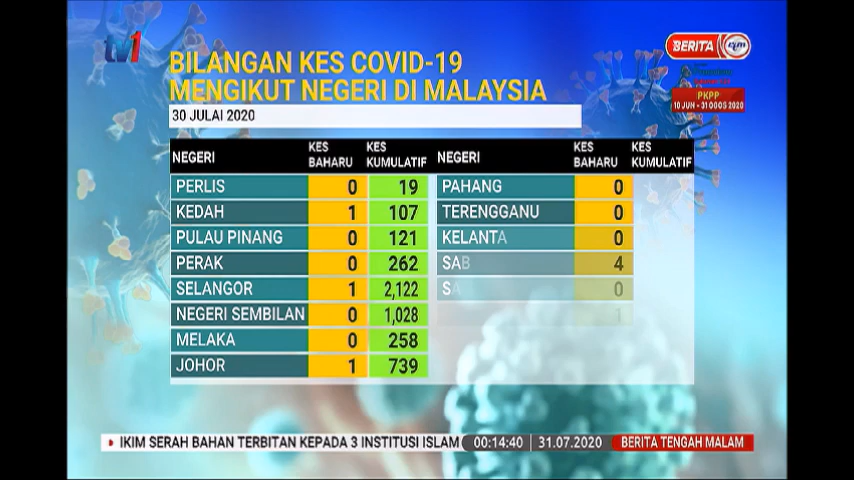 tv1
BILANGAN KES COVID-19
MENGIKUT NEGERI DI MALAYSIA
30 JULAI 2020
BERITA rtm
PKPP
10 JUN - 31 OGOS 2020
NEGERI KES BAHARU KES KUMULATIF NEGERI KES BAHARU KES KUMULATIF
PERLIS 0 19 PAHANG 0
KEDAH 1 107 TERENGGANU 0
PULAU PINANG 0 121 KELANTA 0
PERAK 0 262 SAB 4
SELANGOR 1 2,122 SA 0
NEGERI SEMBILAN 0 1,028 1
MELAKA 0 258
JOHOR 1 739
IKIM SERAH BAHAN TERBITAN KEPADA 3 INSTITUSI ISLAM 00:14:40 31.07.2020 BERITA TENGAH MALAM